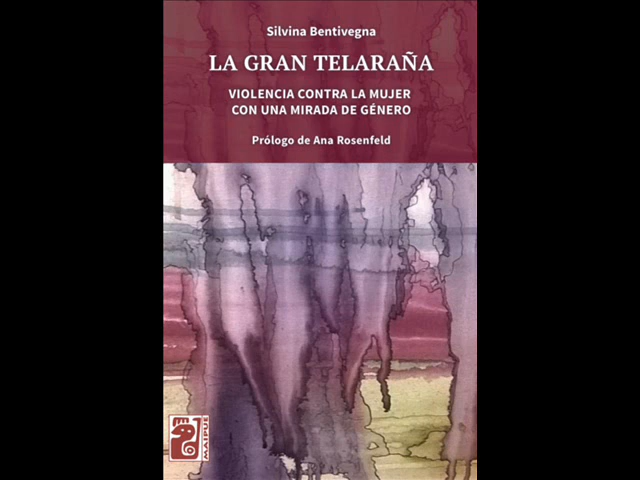 Silvina Bentivegna
LA GRAN TELARAÑA
VIOLENCIA CONTRA LA MUJER
CON UNA MIRADA DE GÉNERO
Prólogo de Ana Rosenfeld
MAIPUE